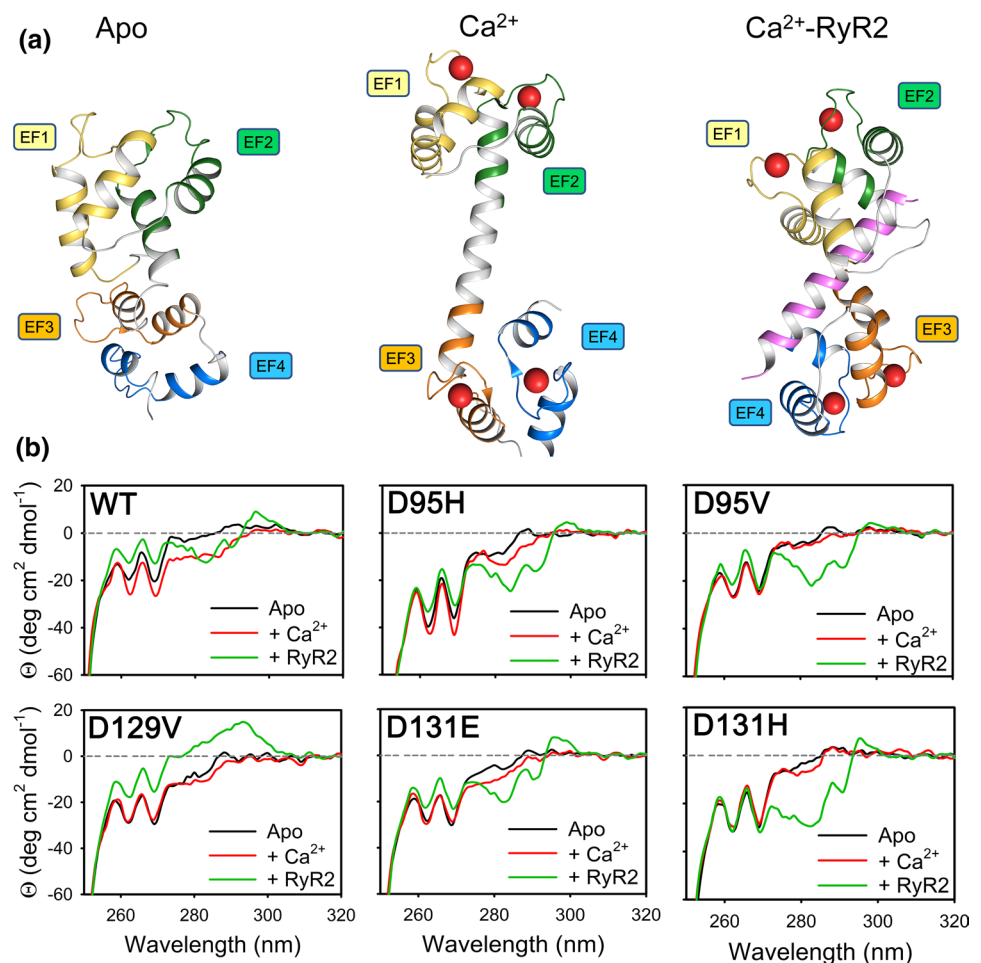 (a)
Apo
Ca²⁺
Ca²⁺-RyR2
EF1
EF2
EF3
EF4
EF1
EF2
EF3
EF4
EF1
EF2
EF3
EF4
(b)
Θ (deg cm² dmol⁻¹)
20
0
-20
-40
-60
WT
Apo
+ Ca²⁺
+ RyR2
D95H
Apo
+ Ca²⁺
+ RyR2
D95V
Apo
+ Ca²⁺
+ RyR2
Θ (deg cm² dmol⁻¹)
20
0
-20
-40
-60
D129V
Apo
+ Ca²⁺
+ RyR2
D131E
Apo
+ Ca²⁺
+ RyR2
D131H
Apo
+ Ca²⁺
+ RyR2
260 280 300 320
260 280 300 320
260 280 300 320
Wavelength (nm)
Wavelength (nm)
Wavelength (nm)